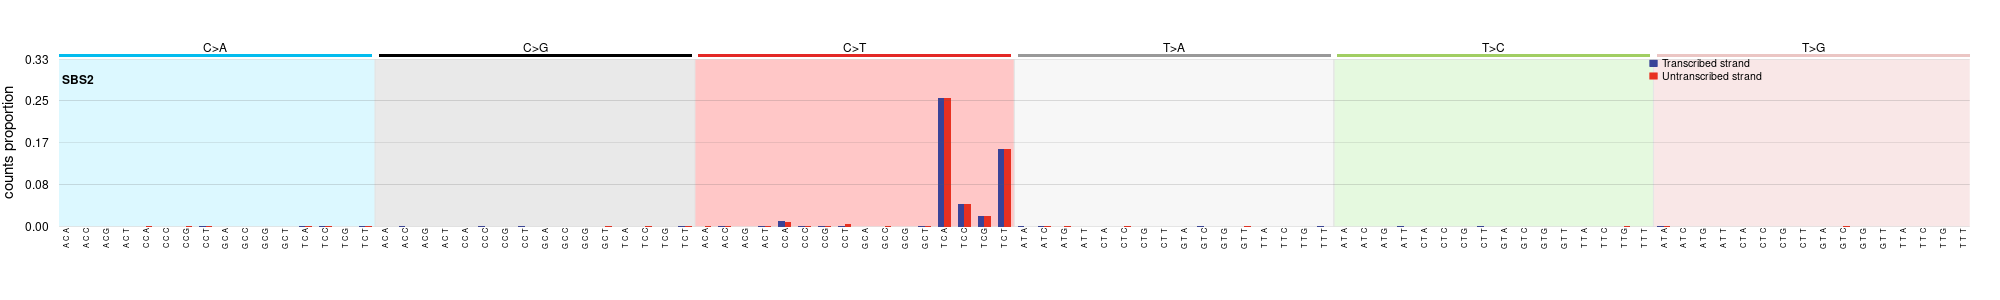 C>A C>G C>T T>A T>C T>G
0.33
SBS2
Transcribed strand
Untranscribed strand
0.25
0.17
0.08
0.00
counts proportion
ACA ACC ACG ACT CCA CCC CCG CCT GCA GCC GCG GCT TCA TCC TCG TCT ACA ACC ACG ACT CCA CCC CCG CCT GCA GCC GCG GCT TCA TCC TCG TCT ACA ACC ACG ACT CCA CCC CCG CCT GCA GCC GCG GCT TCA TCC TCG TCT ATA ATC ATG ATT CTA CTC CTG CTT GTA GTC GTG GTT TTA TTC TTG TTT ATA ATC ATG ATT CTA CTC CTG CTT GTA GTC GTG GTT TTA TTC TTG TTT ATA ATC ATG ATT CTA CTC CTG CTT GTA GTC GTG GTT TTA TTC TTG TTT